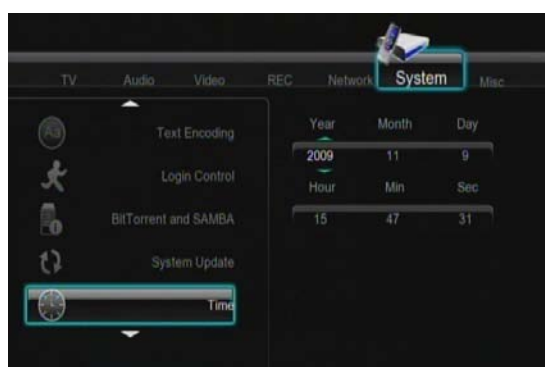 TV Audio Video REC Network System Misc
Aa Text Encoding
Login Control
BitTorrent and SAMBA
System Update
Time
Year Month Day
2009 11 9
Hour Min Sec
15 47 31